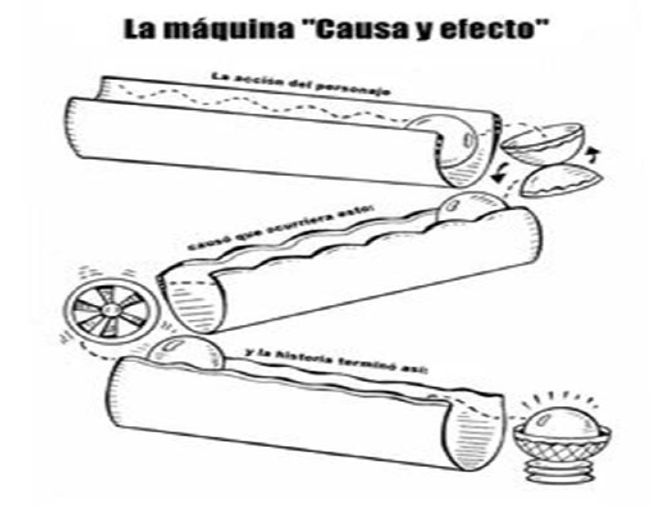 La máquina "Causa y efecto"
La acción del personaje
causó que ocurriera esto:
y la historia terminó así: